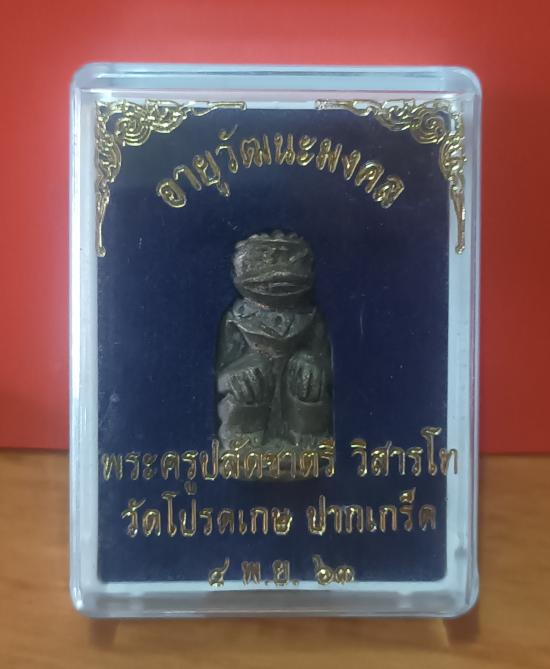 อายุวัฒนะมงคล
พระครูปลัดชาตรี วิสารโท
วัดโปรดเกษ ปากเกร็ด
๔ พ.ย. ๖๓